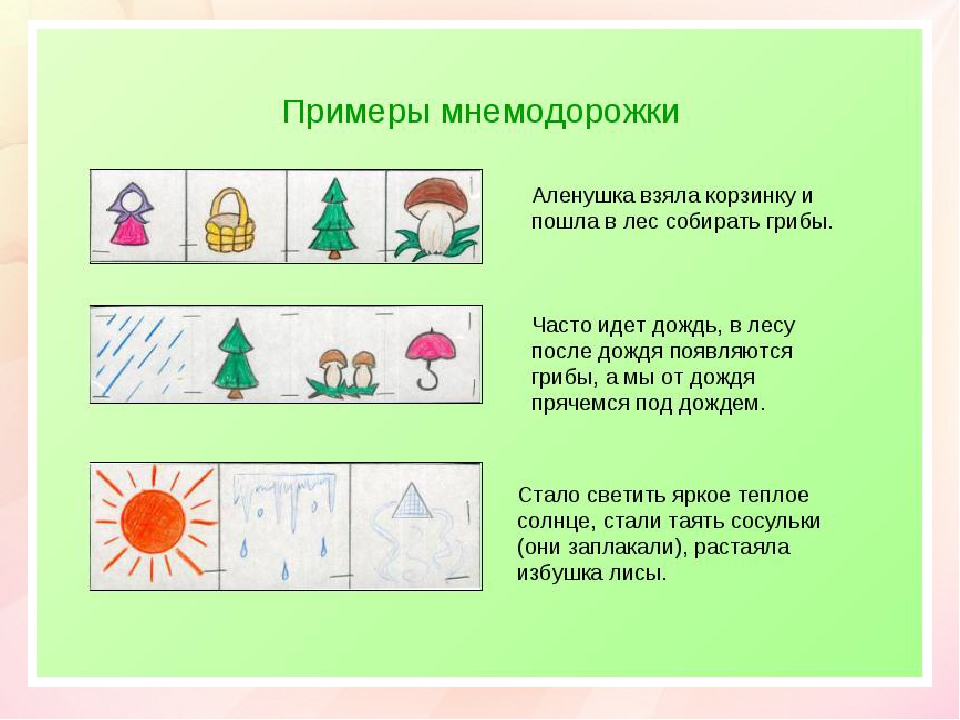 Примеры мнемодорожки
Аленушка взяла корзинку и
пошла в лес собирать грибы.
Часто идет дождь, в лесу
после дождя появляются
грибы, а мы от дождя
прячемся под дождем.
Стало светить яркое теплое
солнце, стали таять сосульки
(они заплакали), растаяла
избушка лисы.